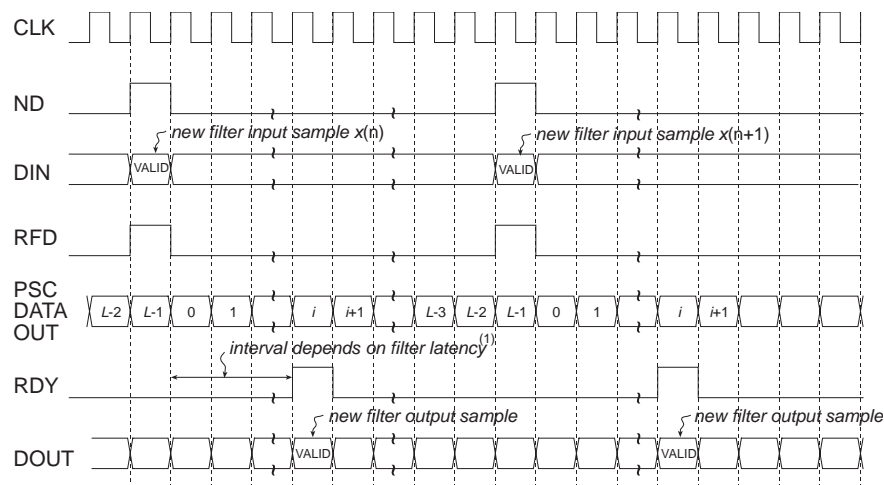 CLK
ND
new filter input sample x(n)
new filter input sample x(n+1)
DIN
VALID
VALID
RFD
PSC
DATA
OUT
L-2 L-1 0 1 i i+1 L-3 L-2 L-1 0 1 i i+1
interval depends on filter latency(1)
RDY
new filter output sample
new filter output sample
DOUT
VALID
VALID